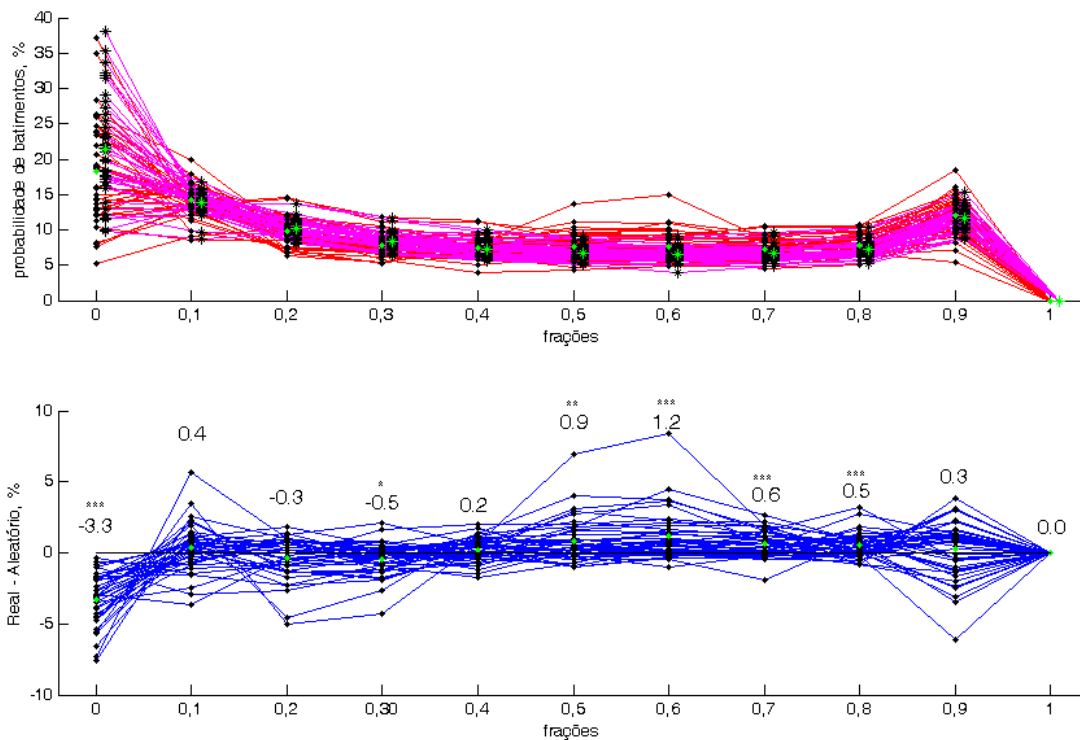 40
35
30
25
20
15
10
5
0
probabilidade de batimentos, %
0 0,1 0,2 0,3 0,4 0,5 0,6 0,7 0,8 0,9 1
frações
10
5
0
-5
-10
Real - Aleatório, %
*** ** *** *** ***
-3.3 0.4 -0.3 * -0.5 0.2 0.9 1.2 0.6 0.5 0.3 0.0
0 0,1 0,2 0,30 0,4 0,5 0,6 0,7 0,8 0,9 1
frações